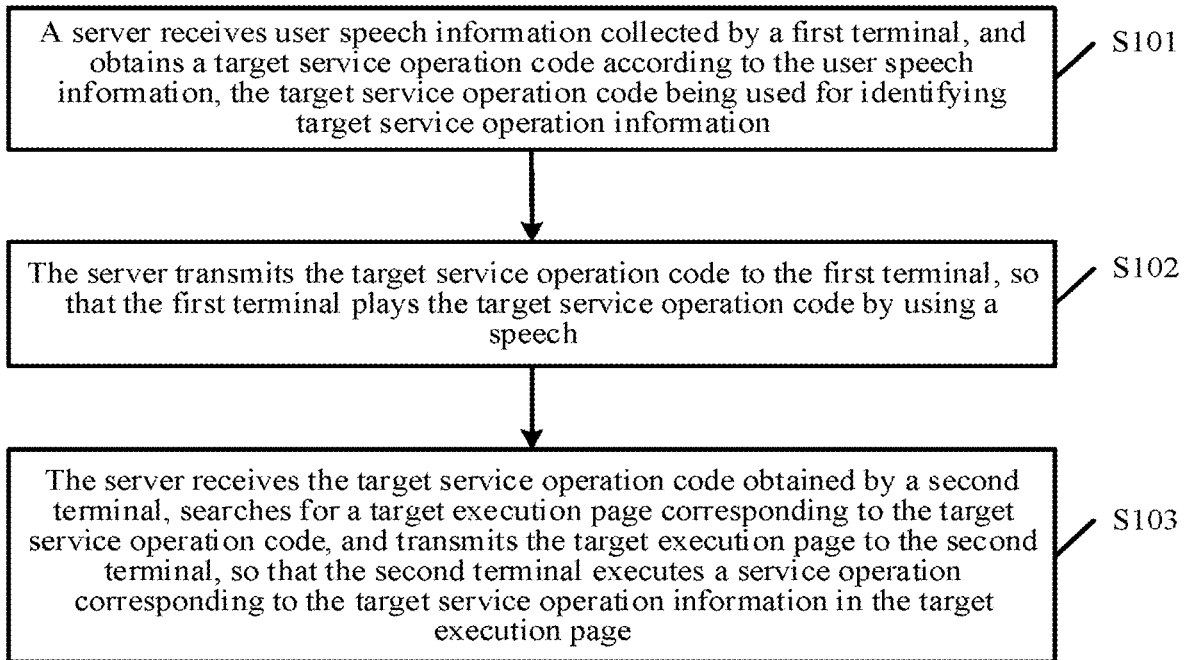 A server receives user speech information collected by a first terminal, and
obtains a target service operation code according to the user speech
information, the target service operation code being used for identifying
target service operation information
S101
The server transmits the target service operation code to the first terminal, so
that the first terminal plays the target service operation code by using a
speech
S102
The server receives the target service operation code obtained by a second
terminal, searches for a target execution page corresponding to the target
service operation code, and transmits the target execution page to the second
terminal, so that the second terminal executes a service operation
corresponding to the target service operation information in the target
execution page
S103